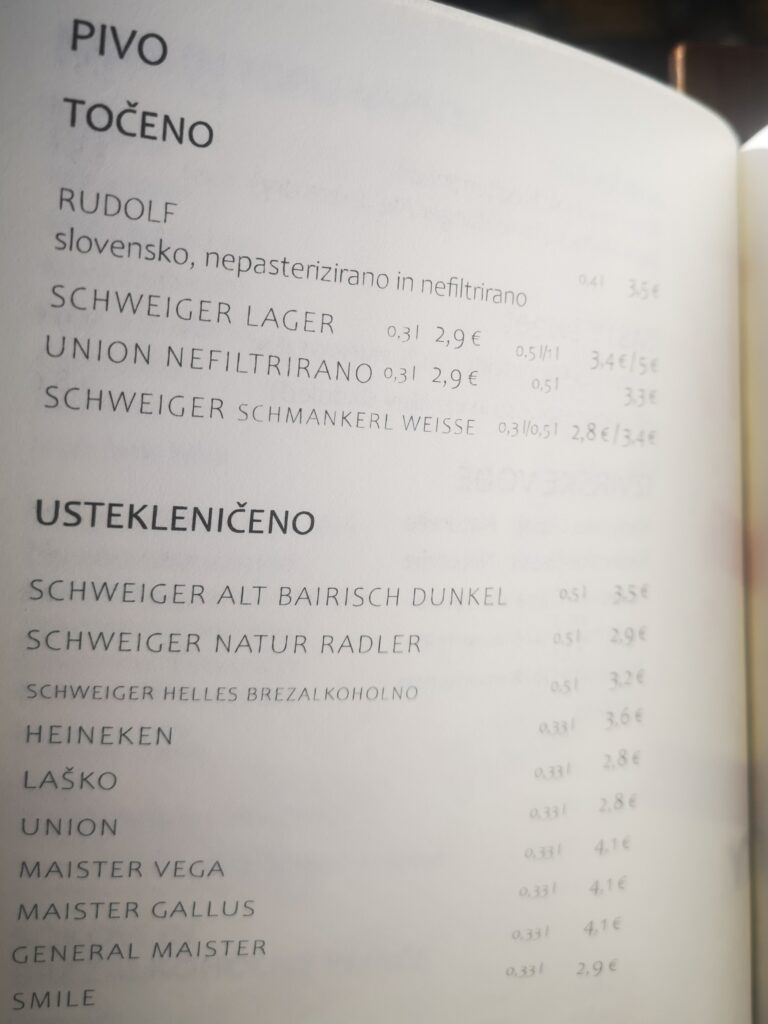 PIVO
TOČENO
RUDOLF
slovensko, nepasterizirano in nefiltrirano 0,4l 3,5€
SCHWEIGER LAGER 0,3l 2,9€ 0,5l/1l 3,4€/5€
UNION NEFILTRIRANO 0,3l 2,9€ 0,5l 3,3€
SCHWEIGER SCHMANKERL WEISSE 0,3l/0,5l 2,8€/3,4€
USTEKLENIČENO
SCHWEIGER ALT BAIRISCH DUNKEL 0,5l 3,5€
SCHWEIGER NATUR RADLER 0,5l 2,9€
SCHWEIGER HELLES BREZALKOHOLNO 0,5l 3,2€
HEINEKEN 0,33l 3,6€
LAŠKO 0,33l 2,8€
UNION 0,33l 2,8€
MAISTER VEGA 0,33l 4,1€
MAISTER GALLUS 0,33l 4,1€
GENERAL MAISTER 0,33l 4,1€
SMILE 0,33l 2,9€